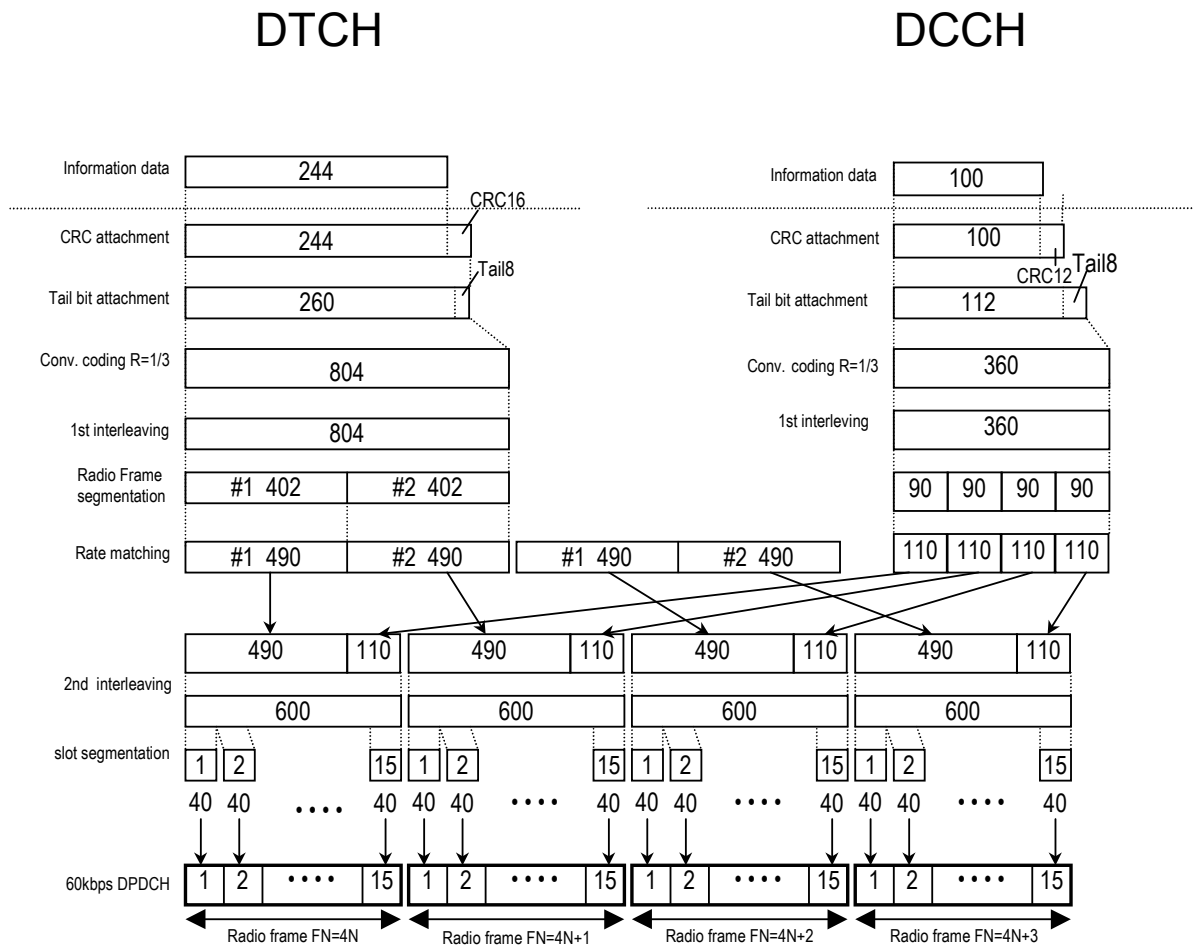 DTCH DCCH
Information data 244 Information data 100
CRC16
CRC attachment 244 CRC attachment 100
Tail8 CRC12 Tail8
Tail bit attachment 260 Tail bit attachment 112
Conv. coding R=1/3 804 Conv. coding R=1/3 360
1st interleaving 804 1st interleving 360
Radio Frame
segmentation #1 402 #2 402 90 90 90 90
Rate matching #1 490 #2 490 #1 490 #2 490 110 110 110 110
490 110 490 110 490 110 490 110
2nd interleaving
600 600 600 600
slot segmentation 1 2 15 1 2 15 1 2 15 1 2 15
40 40 •••• 40 40 40 •••• 40 40 40 •••• 40 40 40 •••• 40
60kbps DPDCH 1 2 •••• 15 1 2 •••• 15 1 2 •••• 15 1 2 •••• 15
Radio frame FN=4N Radio frame FN=4N+1 Radio frame FN=4N+2 Radio frame FN=4N+3